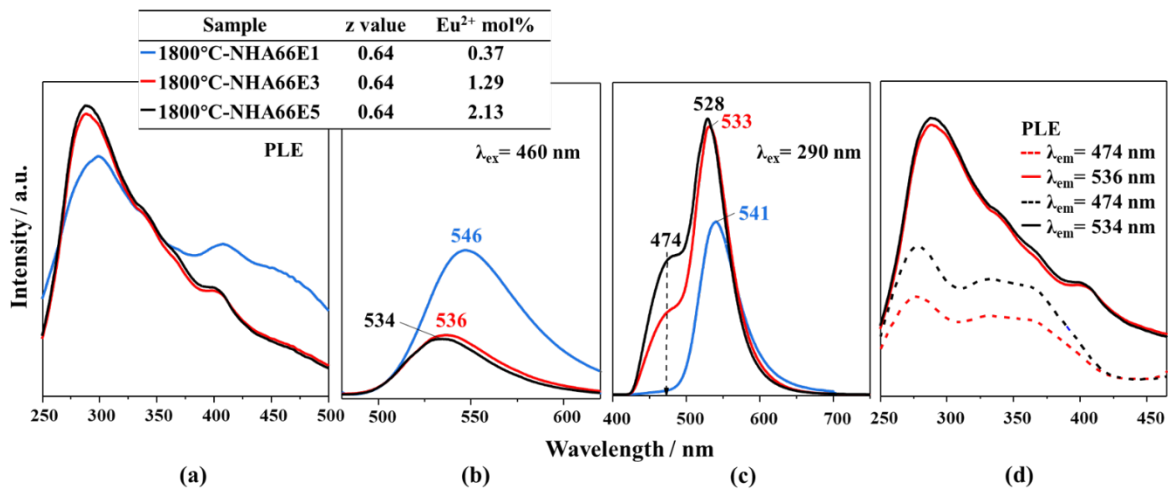 Sample z value Eu²⁺ mol%
1800°C-NHA66E1 0.64 0.37
1800°C-NHA66E3 0.64 1.29
1800°C-NHA66E5 0.64 2.13
Intensity / a.u.
PLE
250 300 350 400 450 500
(a)
λex= 460 nm
546
534 536
500 550 600
(b)
528
533
λex= 290 nm
541
474
400 500 600 700
(c)
PLE
λem= 474 nm
λem= 536 nm
λem= 474 nm
λem= 534 nm
250 300 350 400 450
(d)
Wavelength / nm